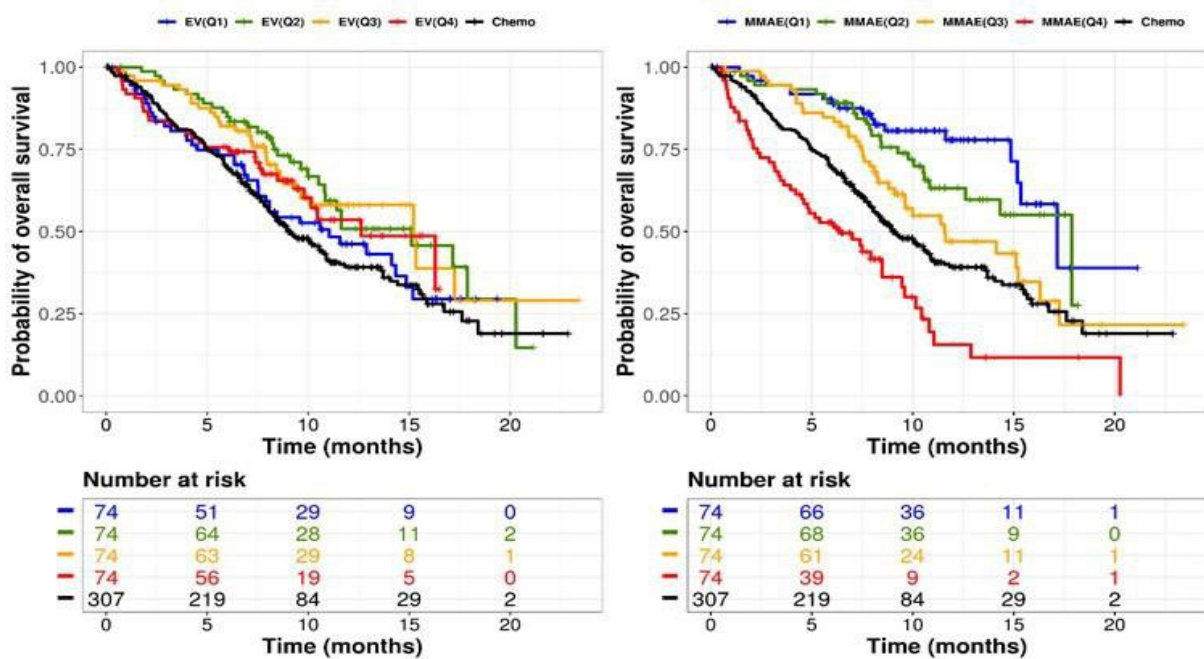 EV(Q1) EV(Q2) EV(Q3) EV(Q4) Chemo
Probability of overall survival
1.00
0.75
0.50
0.25
0.00
0 5 10 15 20
Time (months)
Number at risk
74 51 29 9 0
74 64 28 11 2
74 63 29 8 1
74 56 19 5 0
307 219 84 29 2
0 5 10 15 20
Time (months)
MMAE(Q1) MMAE(Q2) MMAE(Q3) MMAE(Q4) Chemo
Probability of overall survival
1.00
0.75
0.50
0.25
0.00
0 5 10 15 20
Time (months)
Number at risk
74 66 36 11 1
74 68 36 9 0
74 61 24 11 1
74 39 9 2 1
307 219 84 29 2
0 5 10 15 20
Time (months)